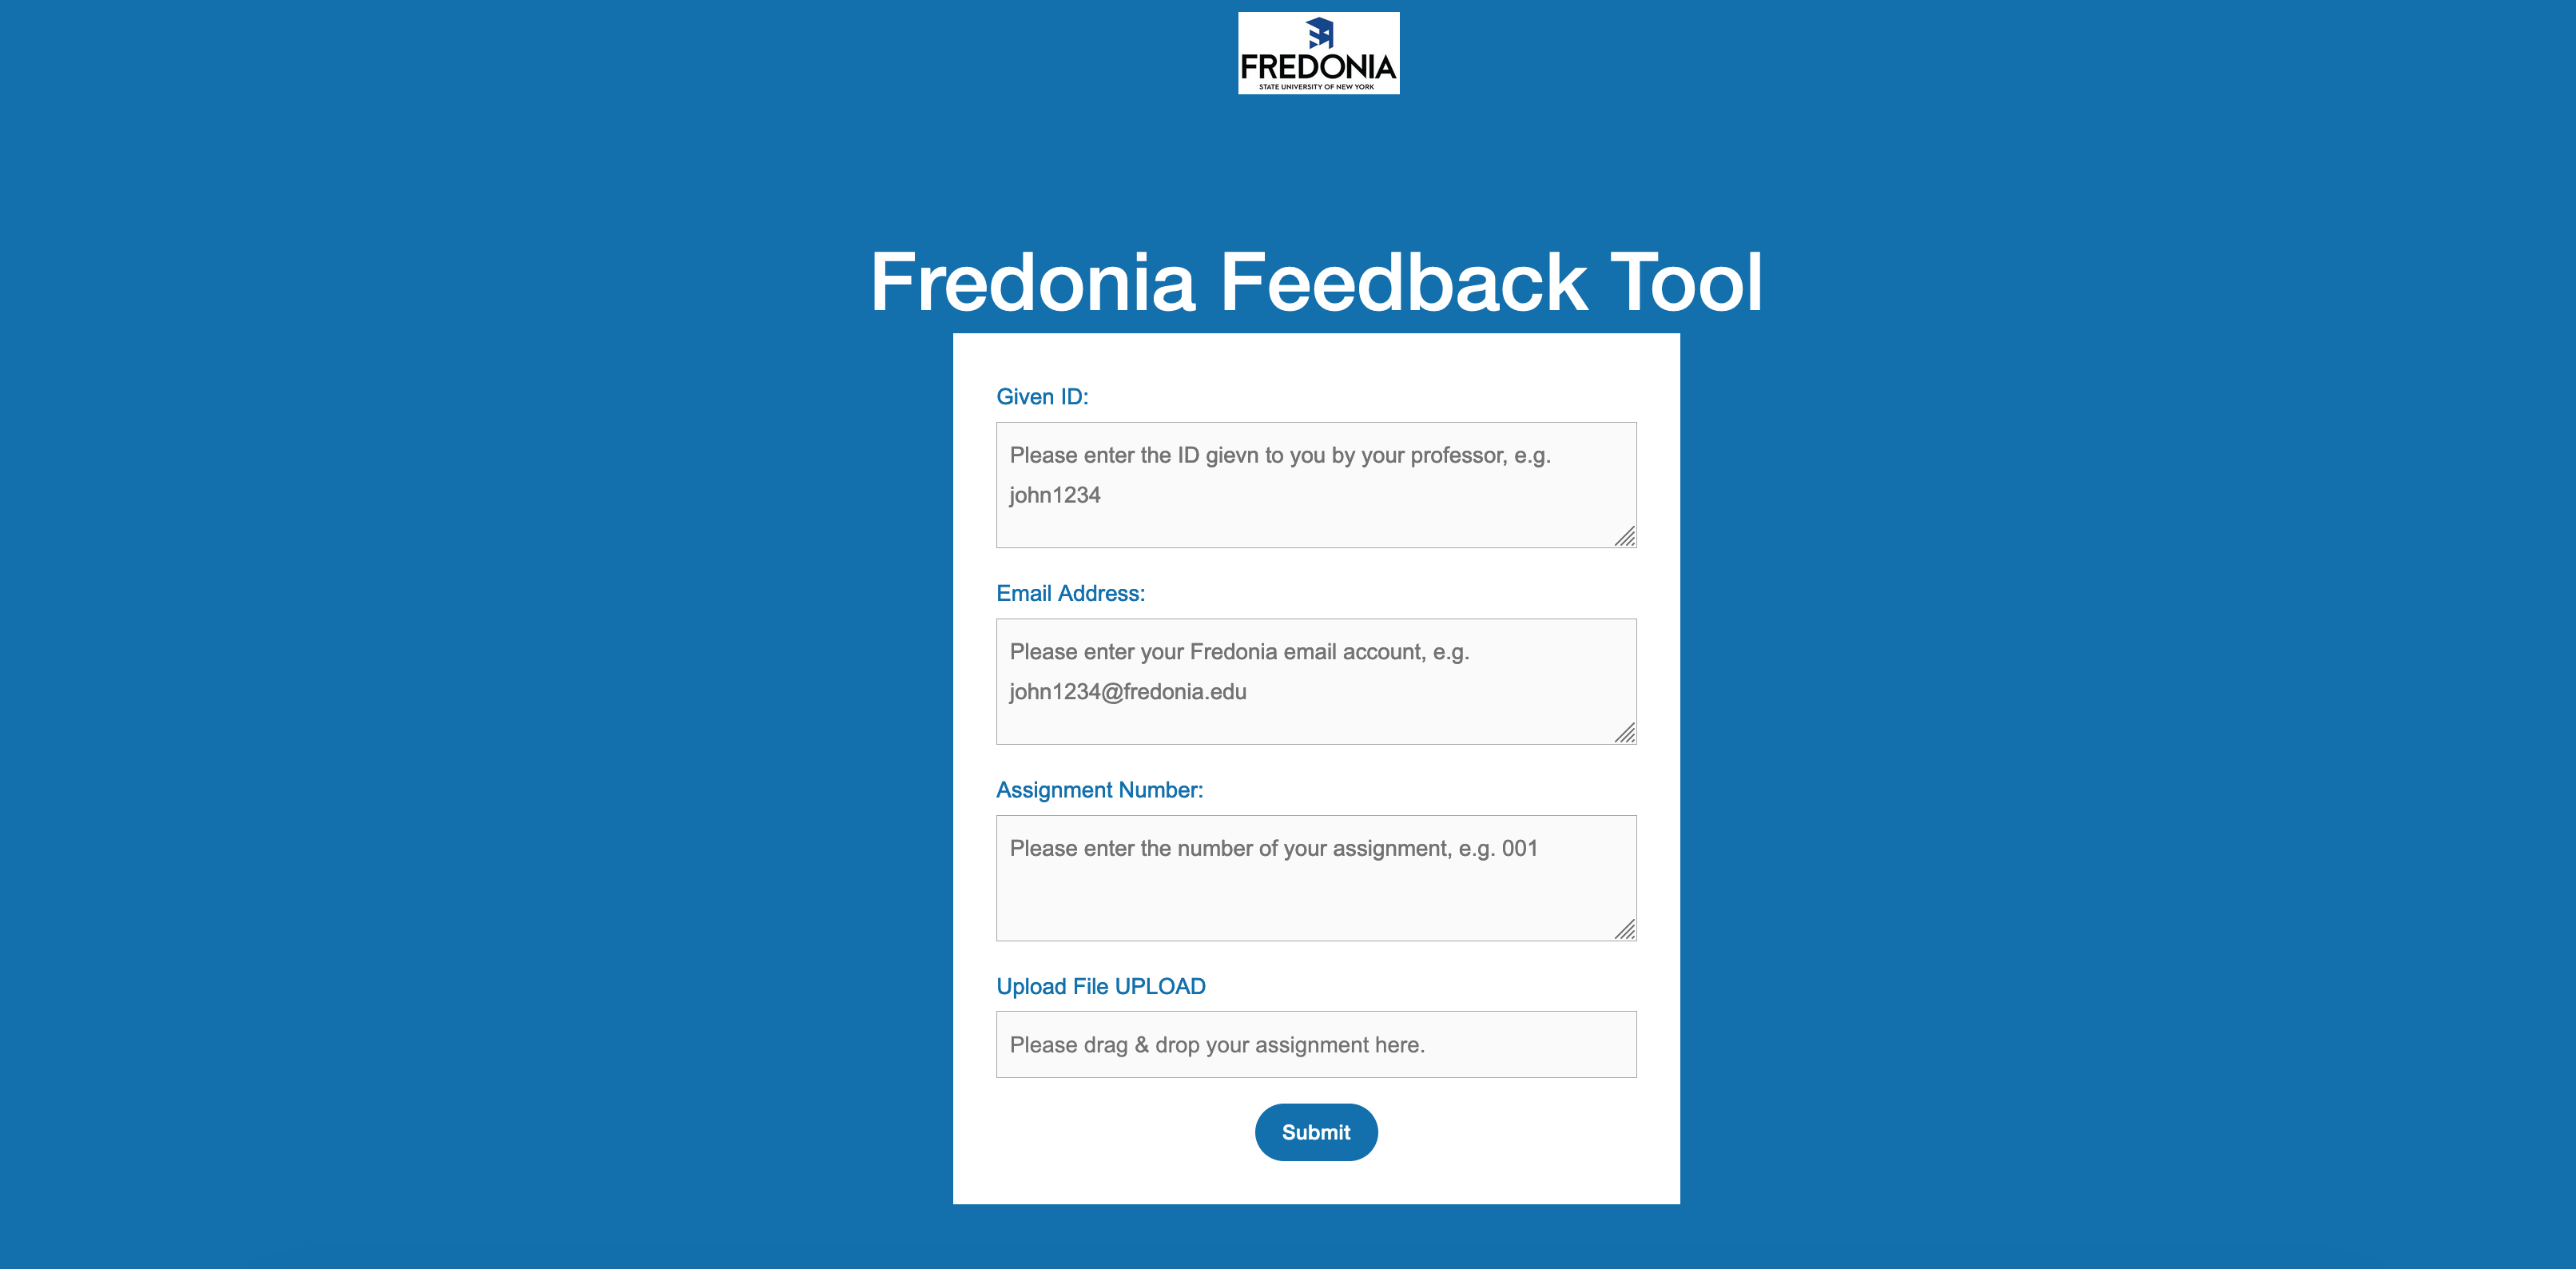 FREDONIA
STATE UNIVERSITY OF NEW YORK
Fredonia Feedback Tool
Given ID:
Please enter the ID gievn to you by your professor, e.g.
john1234
Email Address:
Please enter your Fredonia email account, e.g.
john1234@fredonia.edu
Assignment Number:
Please enter the number of your assignment, e.g. 001
Upload File UPLOAD
Please drag & drop your assignment here.
Submit